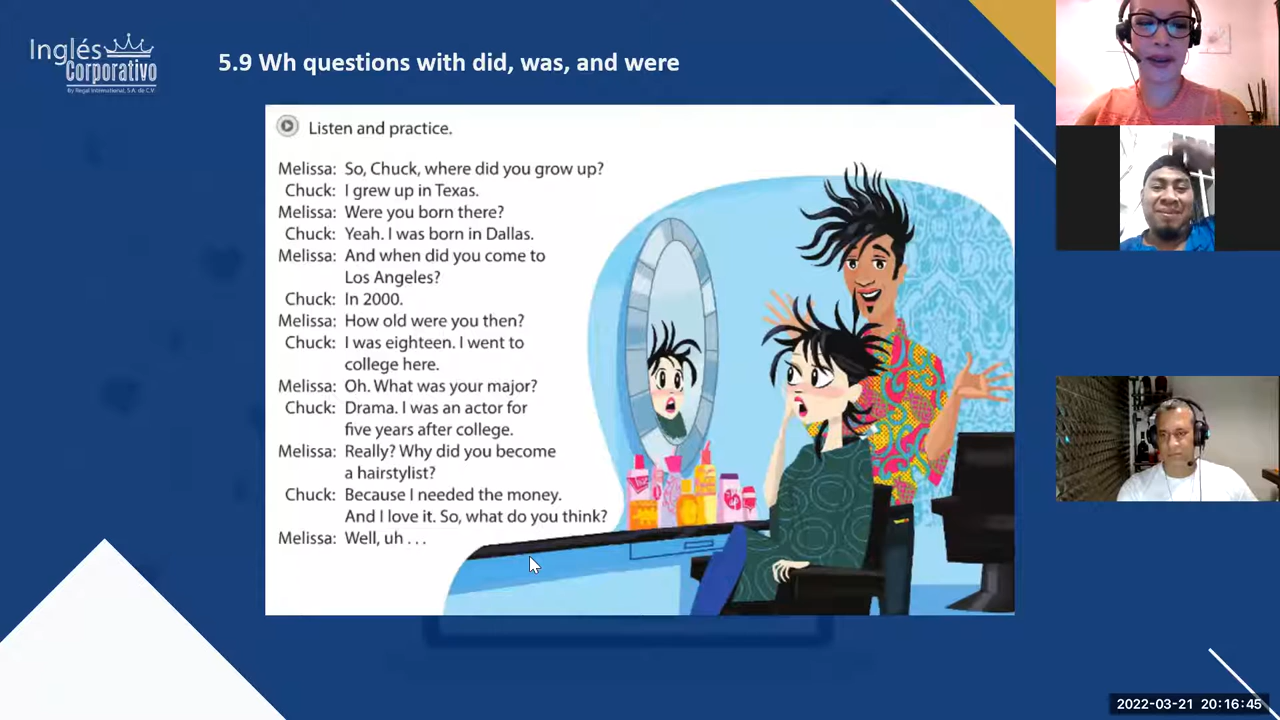 Inglés
Corporativo
By Regal International, S.A. de C.V.
5.9 Wh questions with did, was, and were
Listen and practice.
Melissa: So, Chuck, where did you grow up?
Chuck: I grew up in Texas.
Melissa: Were you born there?
Chuck: Yeah. I was born in Dallas.
Melissa: And when did you come to
Los Angeles?
Chuck: In 2000.
Melissa: How old were you then?
Chuck: I was eighteen. I went to
college here.
Melissa: Oh. What was your major?
Chuck: Drama. I was an actor for
five years after college.
Melissa: Really? Why did you become
a hairstylist?
Chuck: Because I needed the money.
And I love it. So, what do you think?
Melissa: Well, uh . . .
2022-03-21 20:16:45